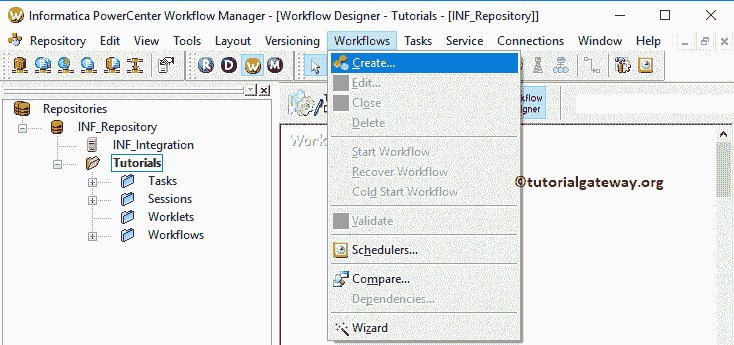 Informatica PowerCenter Workflow Manager - [Workflow Designer - Tutorials - [INF_Repository]]
Repository Edit View Tools Layout Versioning Workflows Tasks Service Connections Window Help
R D W M
Repositories
INF_Repository
INF_Integration
Tutorials
Tasks
Sessions
Worklets
Workflows
Create...
Edit...
Close
Delete
Start Workflow
Recover Workflow
Cold Start Workflow
Validate
Schedulers...
Compare...
Dependencies...
Wizard
kflow
igner
Work
©tutorialgateway.org